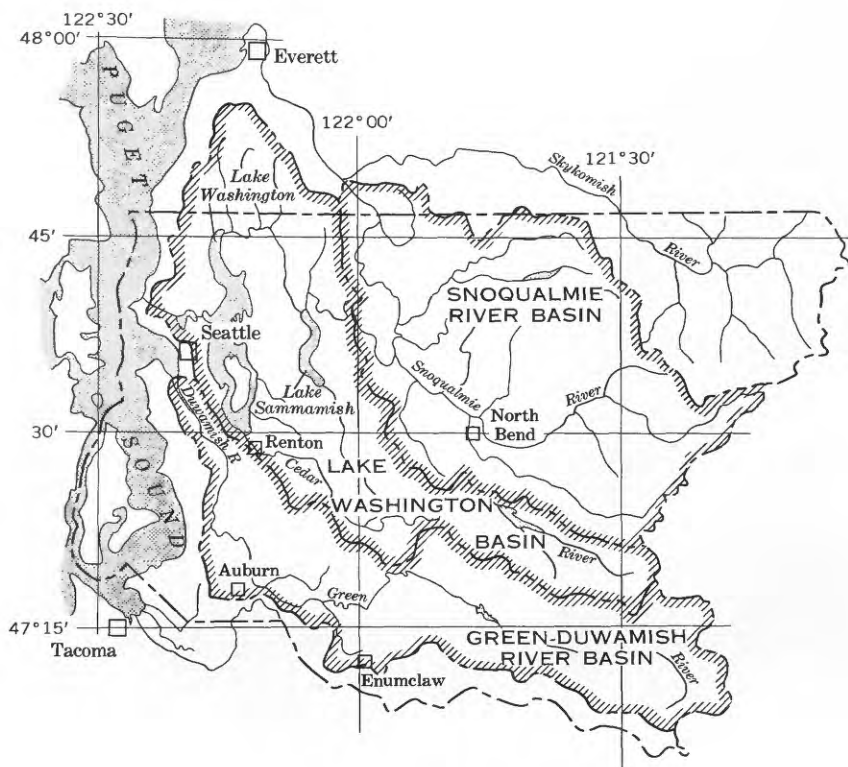 122°30'
48°00'
Everett
PUGET
122°00'
121°30'
Lake
Washington
Skykomish
River
45'
SNOQUALMIE
RIVER BASIN
Seattle
Snoqualmie
River
Lake
Sammamish
Duwamish R
North
Bend
30'
Renton
SOUND
Cedar
LAKE
WASHINGTON
BASIN
River
Auburn
Green
47°15'
Tacoma
GREEN-DUWAMISH
RIVER BASIN
River
Enumclaw